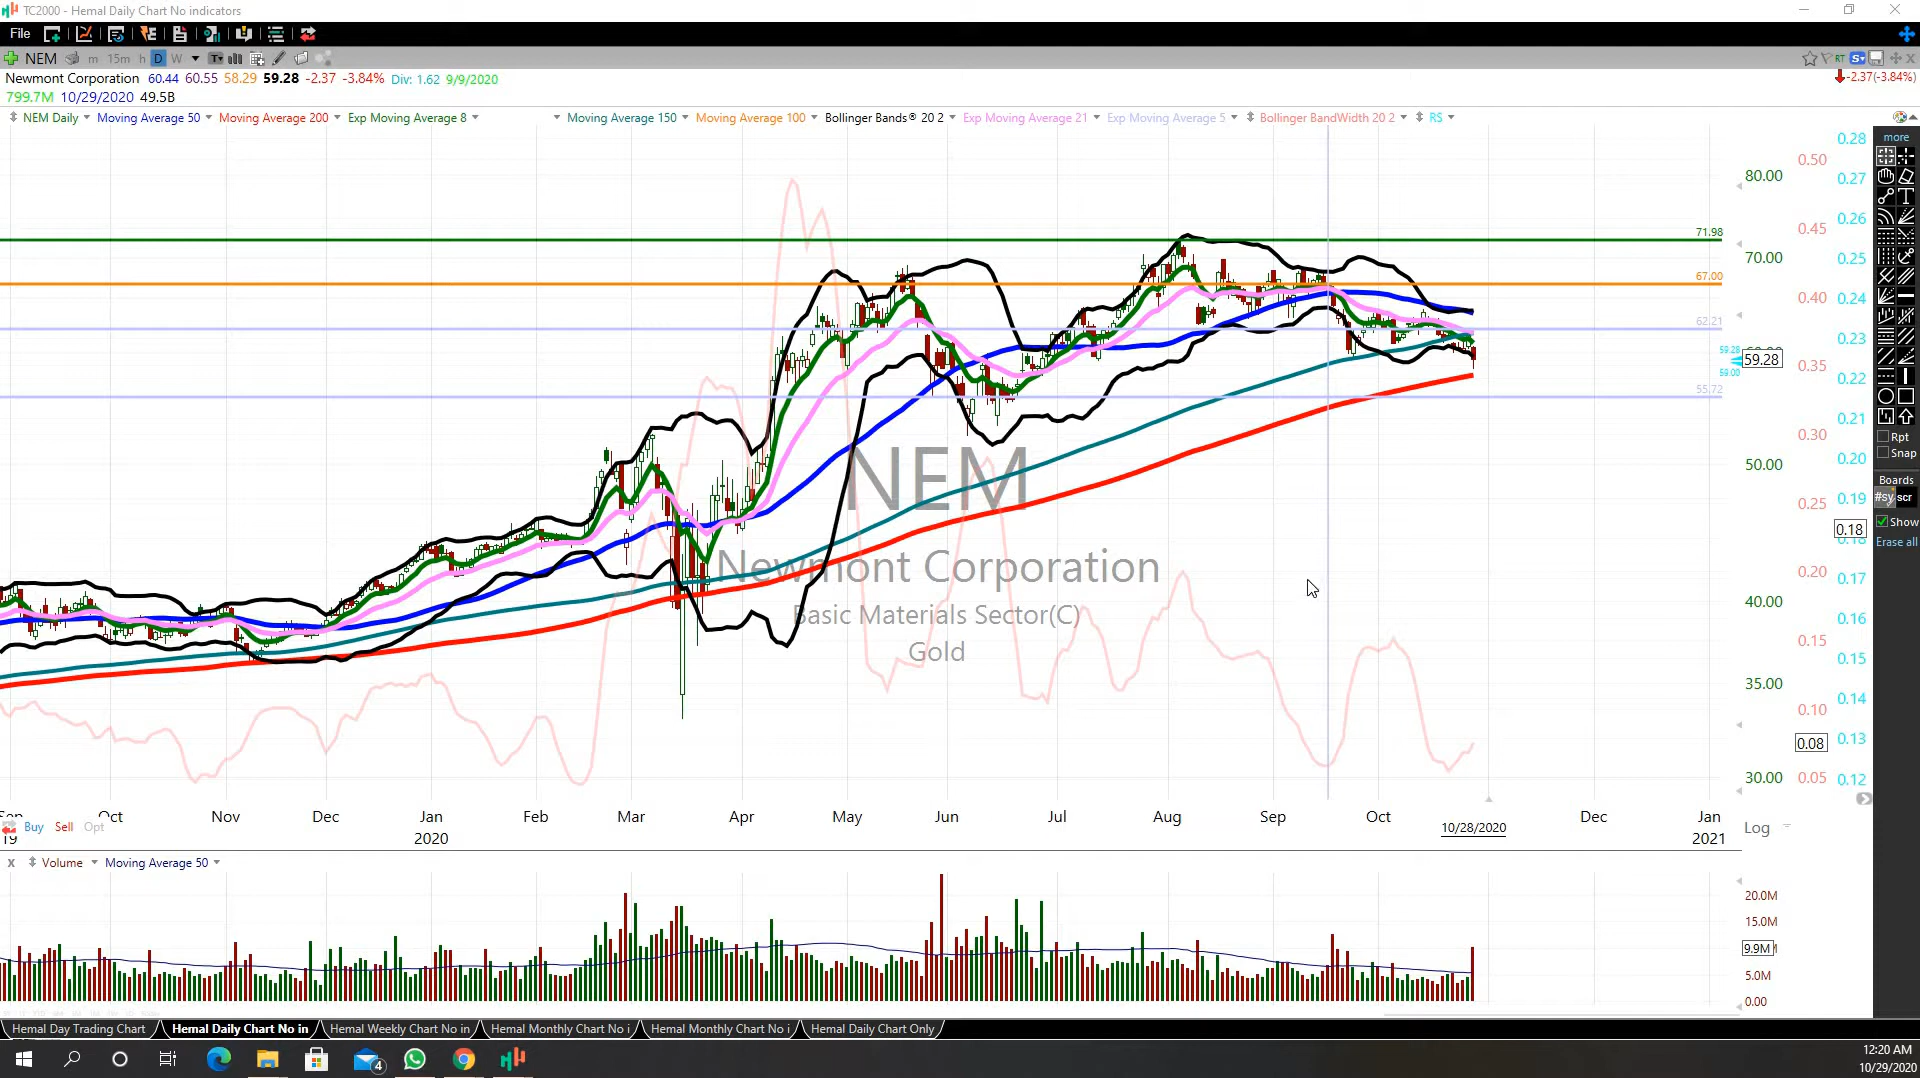 TC2000 - Hemal Daily Chart No indicators
File
NEM m 15m h D W
RT S
Newmont Corporation 60.44 60.55 58.29 59.28 -2.37 -3.84% Div: 1.62 9/9/2020
-2.37(-3.84%)
799.7M 10/29/2020 49.5B
NEM Daily Moving Average 50 Moving Average 200 Exp Moving Average 8 Moving Average 150 Moving Average 100 Bollinger Bands® 20 2 Exp Moving Average 21 Exp Moving Average 5 Bollinger BandWidth 20 2 RS
more
0.28
0.50
0.27
80.00
0.26
0.45
71.98
0.25
70.00
67.00
0.24
0.40
62.21
0.23
59.28
59.28
0.35
59.00
0.22
55.72
0.21
0.30
Rpt
Snap
0.20
50.00
NEM
Boards
#sy scr
0.19
0.25
Show
0.18
Erase all
Newmont Corporation
0.20
0.17
40.00
Basic Materials Sector(C)
0.16
0.15
Gold
0.15
35.00
0.14
0.10
0.08
0.13
30.00
0.05
0.12
Sep Oct Nov Dec Jan Feb Mar Apr May Jun Jul Aug Sep Oct 10/28/2020 Dec Jan
19 2020 2021
Buy Sell Opt
Log
x Volume Moving Average 50
20.0M
15.0M
9.9M
5.0M
0.00
Hemal Day Trading Chart Hemal Daily Chart No in Hemal Weekly Chart No in Hemal Monthly Chart No i Hemal Monthly Chart No i Hemal Daily Chart Only
4
12:20 AM
10/29/2020